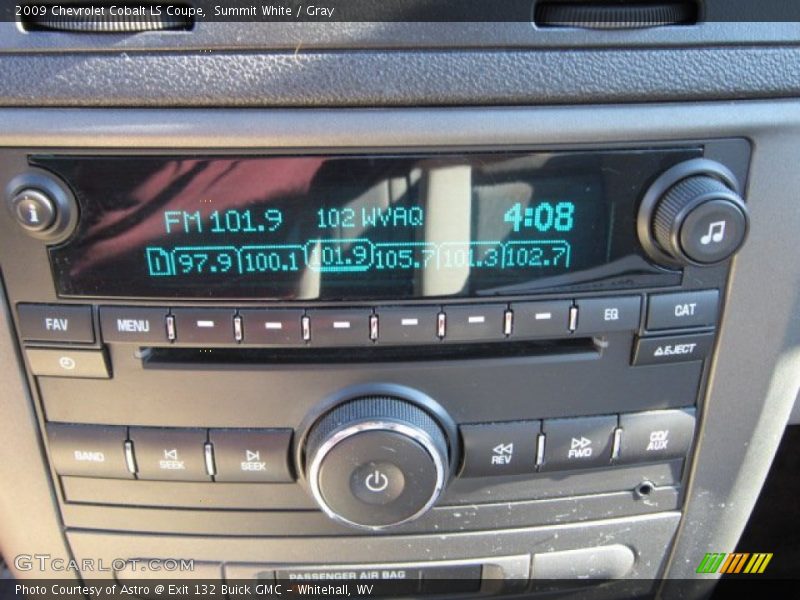 2009 Chevrolet Cobalt LS Coupe, Summit White / Gray
FM 101.9 102 WVAQ 4:08
1 97.9 100.1 101.9 105.7 101.3 102.7
i
FAV MENU EQ CAT
EJECT
BAND SEEK SEEK REV FWD CD/AUX
PASSENGER AIR BAG
GTCarLot.com
Photo Courtesy of Astro @ Exit 132 Buick GMC - Whitehall, WV